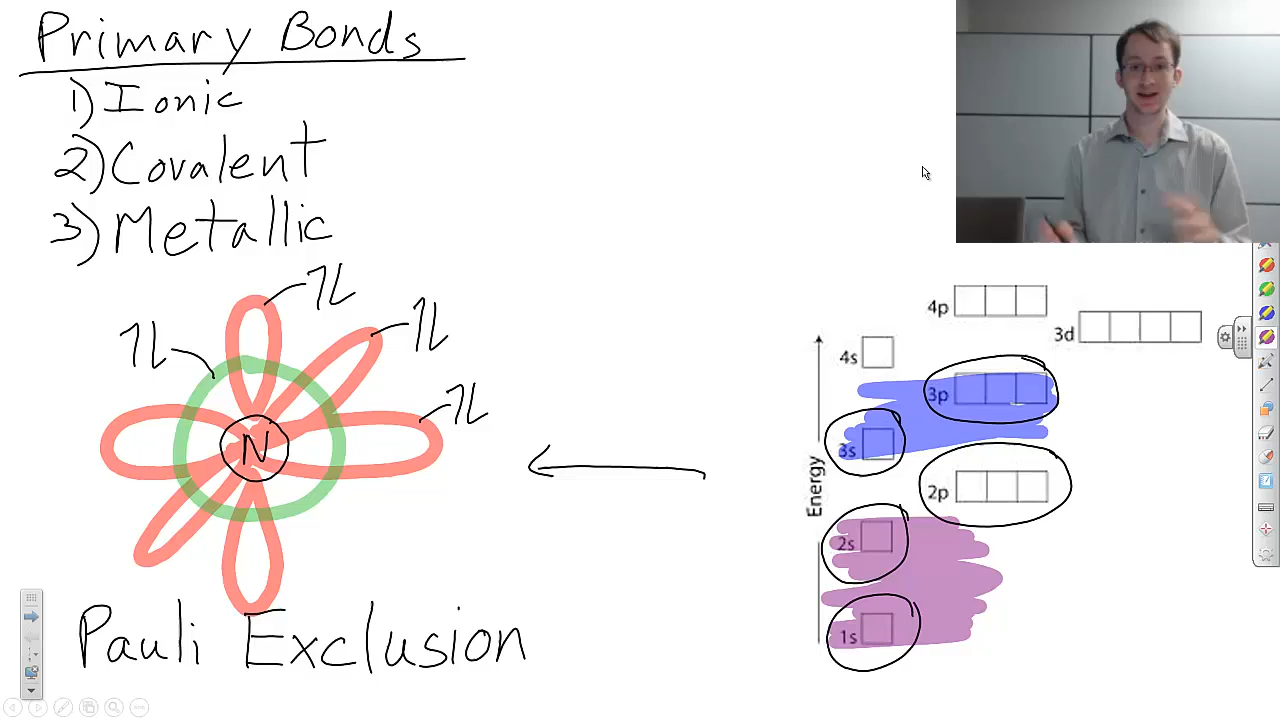 Primary Bonds
1) Ionic
2) Covalent
3) Metallic
N
Pauli Exclusion
4p
3d
4s
3p
3s
2p
2s
1s
Energy